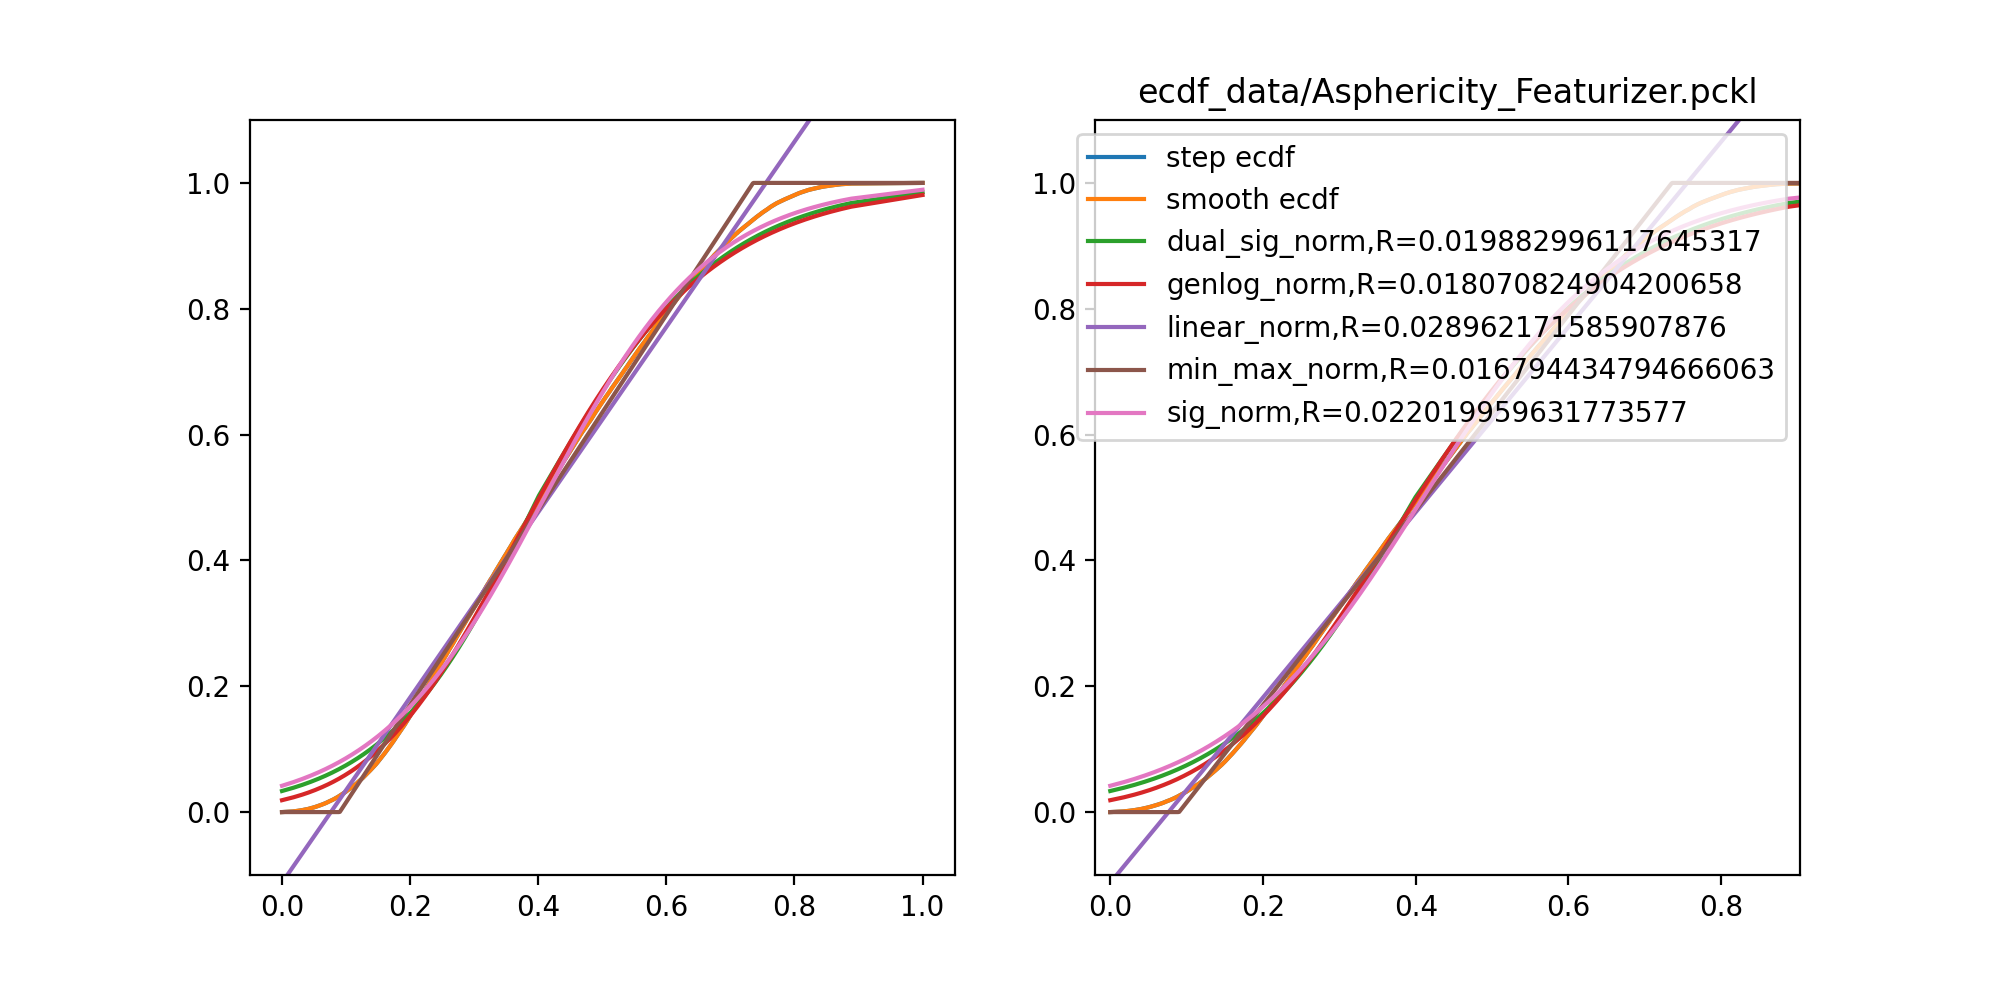 ecdf_data/Asphericity_Featurizer.pckl
1.0
0.8
0.6
0.4
0.2
0.0
0.0 0.2 0.4 0.6 0.8 1.0
step ecdf
smooth ecdf
dual_sig_norm,R=0.019882996117645317
genlog_norm,R=0.018070824904200658
linear_norm,R=0.028962171585907876
min_max_norm,R=0.016794434794666063
sig_norm,R=0.022019959631773577
1.0
0.8
0.6
0.4
0.2
0.0
0.0 0.2 0.4 0.6 0.8